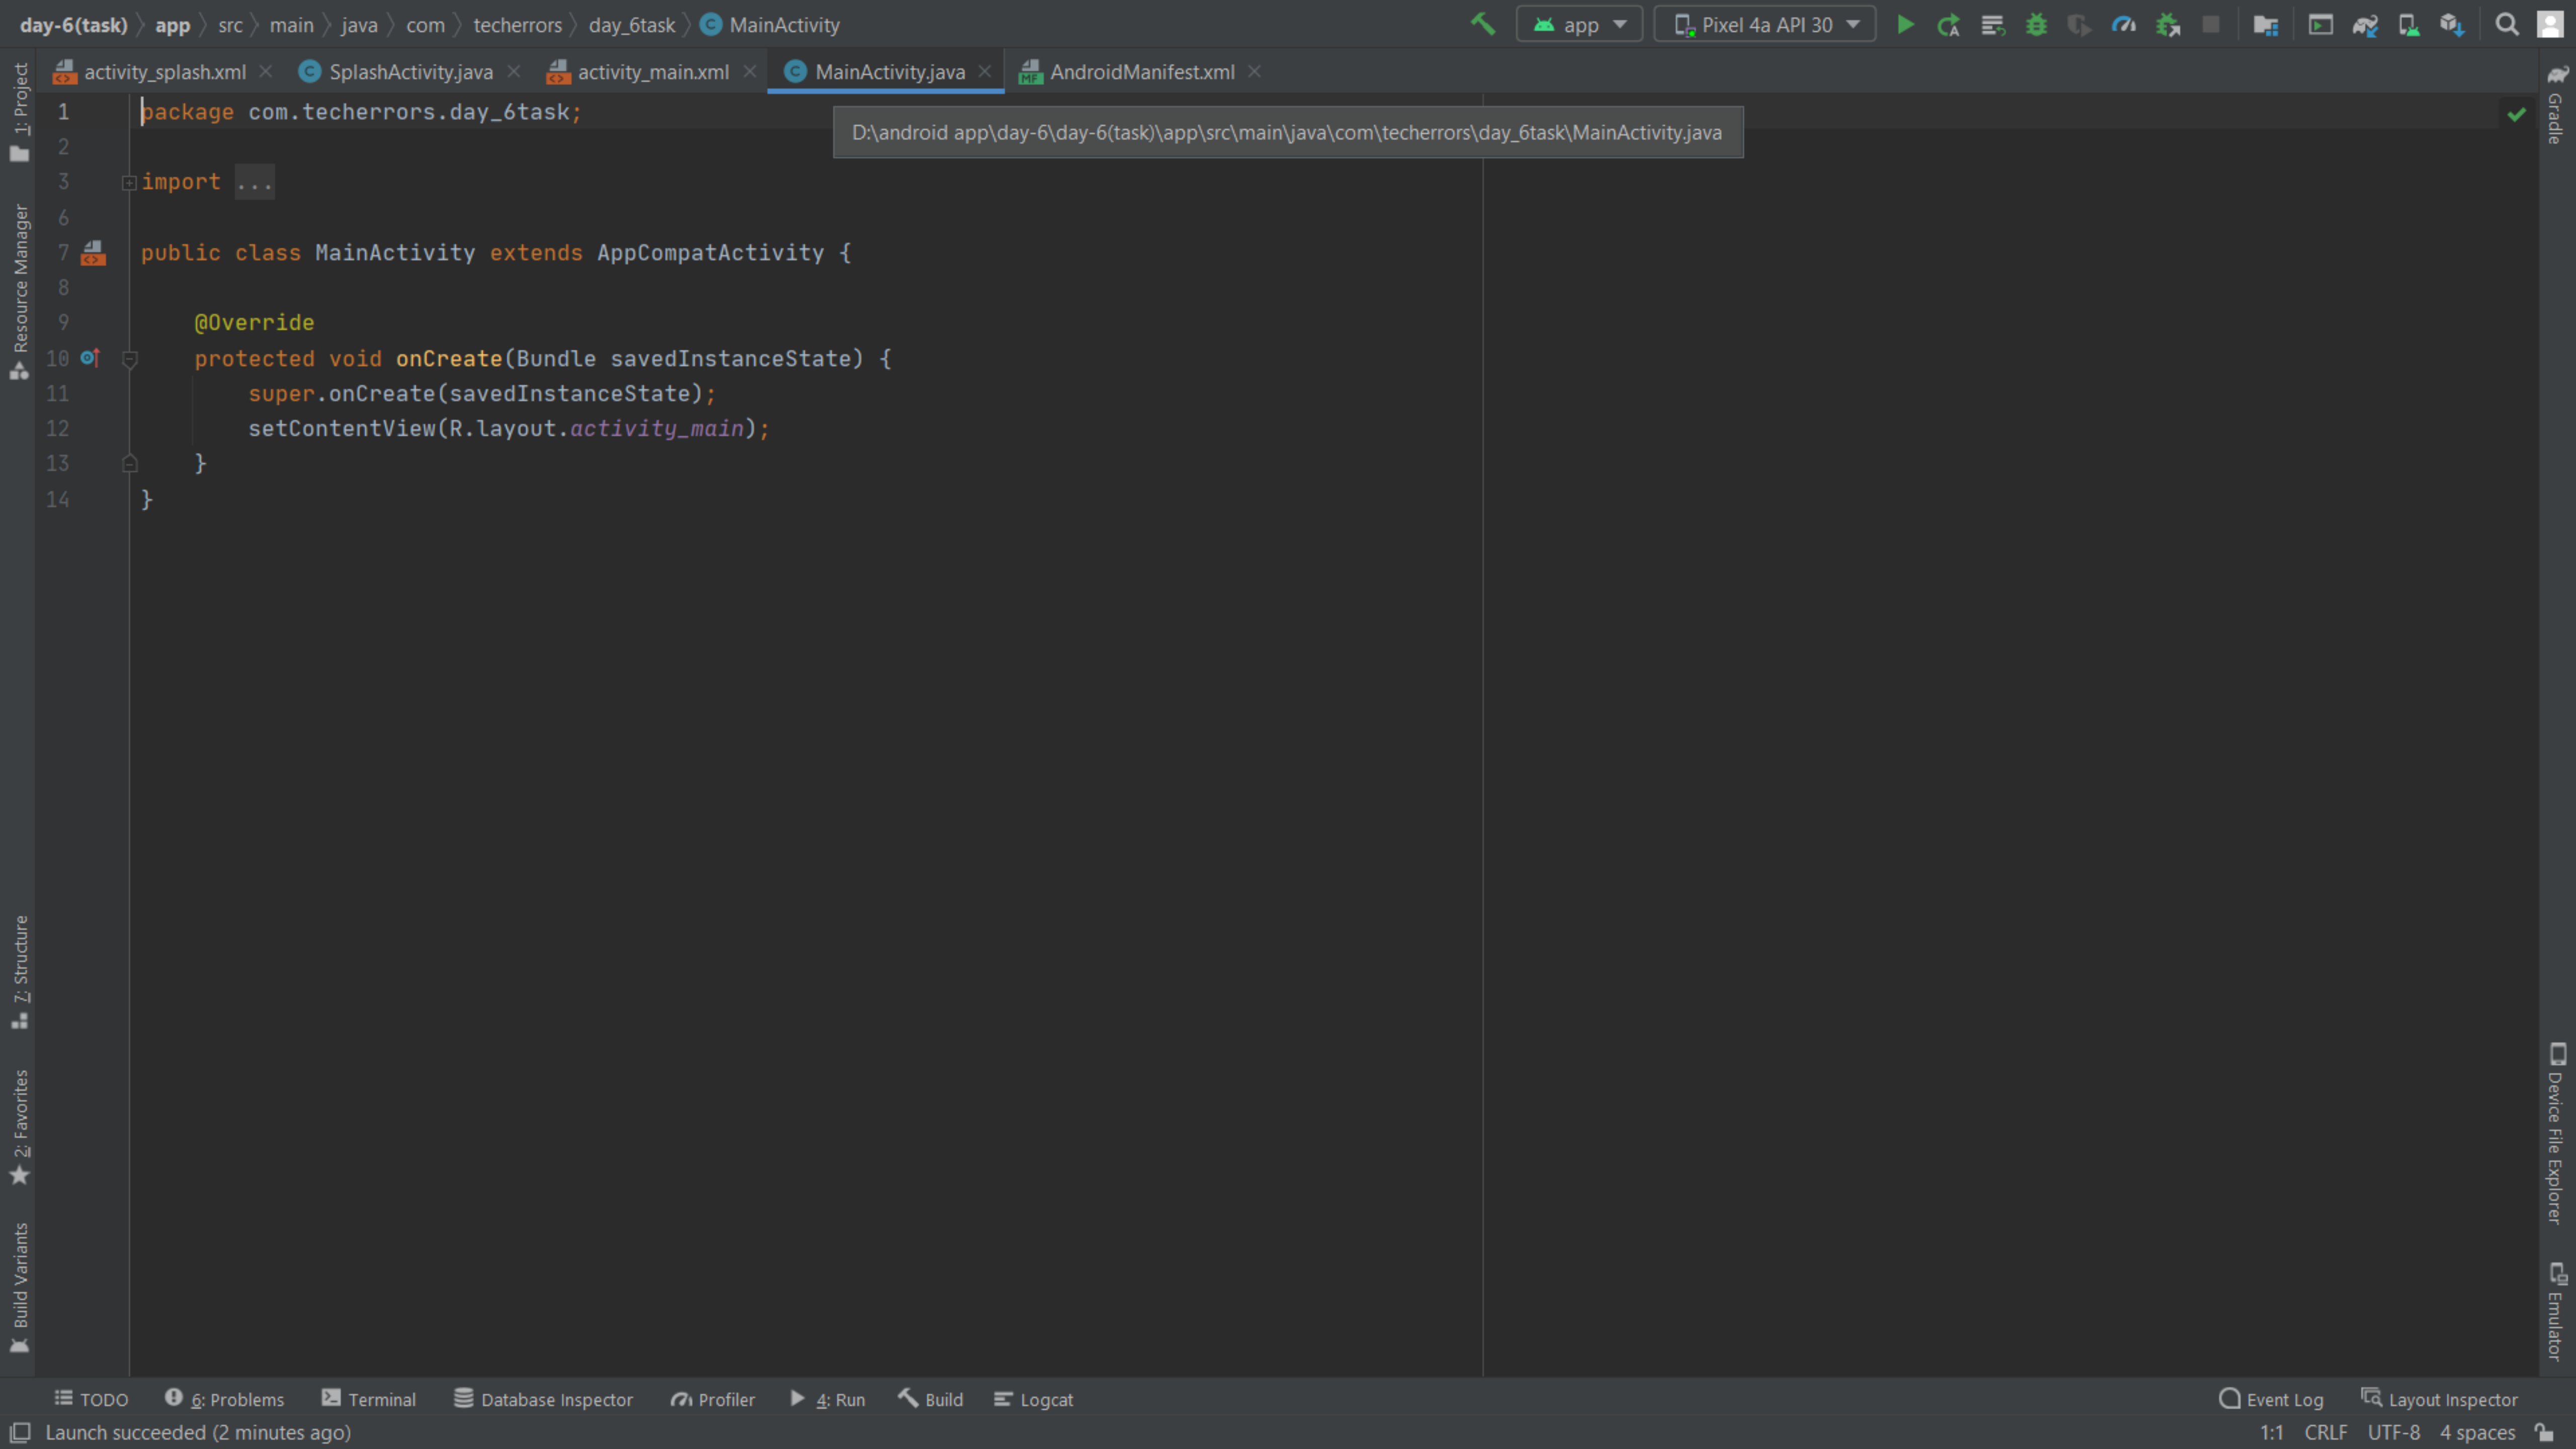 day-6(task) app src main java com techerrors day_6task MainActivity app Pixel 4a API 30
activity_splash.xml SplashActivity.java activity_main.xml MainActivity.java AndroidManifest.xml
D:\android app\day-6\day-6(task)\app\src\main\java\com\techerrors\day_6task\MainActivity.java
1 package com.techerrors.day_6task;
2
3 import ...
6
7 public class MainActivity extends AppCompatActivity {
8
9 @Override
10 protected void onCreate(Bundle savedInstanceState) {
11 super.onCreate(savedInstanceState);
12 setContentView(R.layout.activity_main);
13 }
14 }
1: Project
Resource Manager
7: Structure
2: Favorites
Build Variants
Gradle
Device File Explorer
Emulator
TODO 6: Problems Terminal Database Inspector Profiler 4: Run Build Logcat Event Log Layout Inspector
Launch succeeded (2 minutes ago) 1:1 CRLF UTF-8 4 spaces